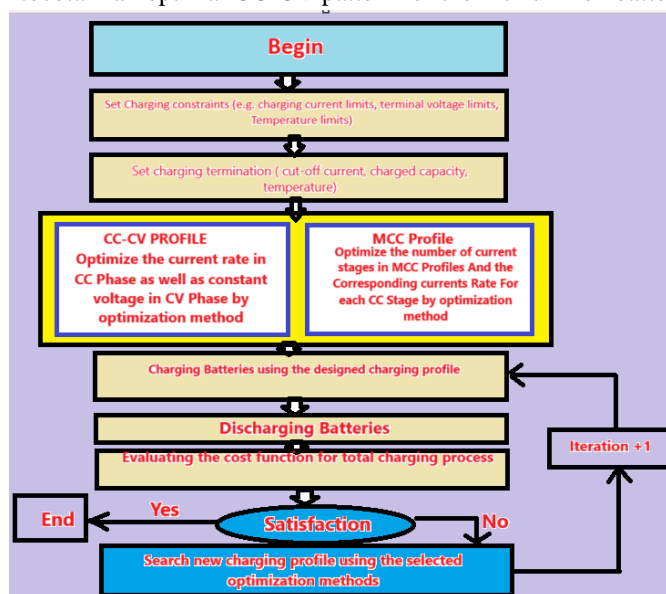 Begin
Set Charging constraints (e.g. charging current limits, terminal voltage limits,
Temperature limits)
Set charging termination ( cut-off current, charged capacity,
temperature)
CC-CV PROFILE
Optimize the current rate in
CC Phase as well as constant
voltage in CV Phase by
optimization method
MCC Profile
Optimize the number of current
stages in MCC Profiles And the
Corresponding currents Rate For
each CC Stage by optimization
method
Charging Batteries using the designed charging profile
Discharging Batteries
Evaluating the cost function for total charging process
Iteration +1
End
Yes
Satisfaction
No
Search new charging profile using the selected
optimization methods